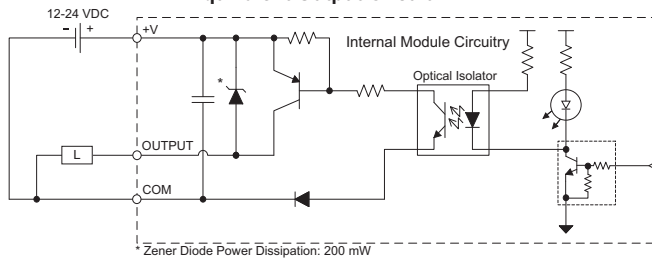 12-24 VDC
- +
+V
Internal Module Circuitry
*
Optical Isolator
OUTPUT
L
COM
* Zener Diode Power Dissipation: 200 mW